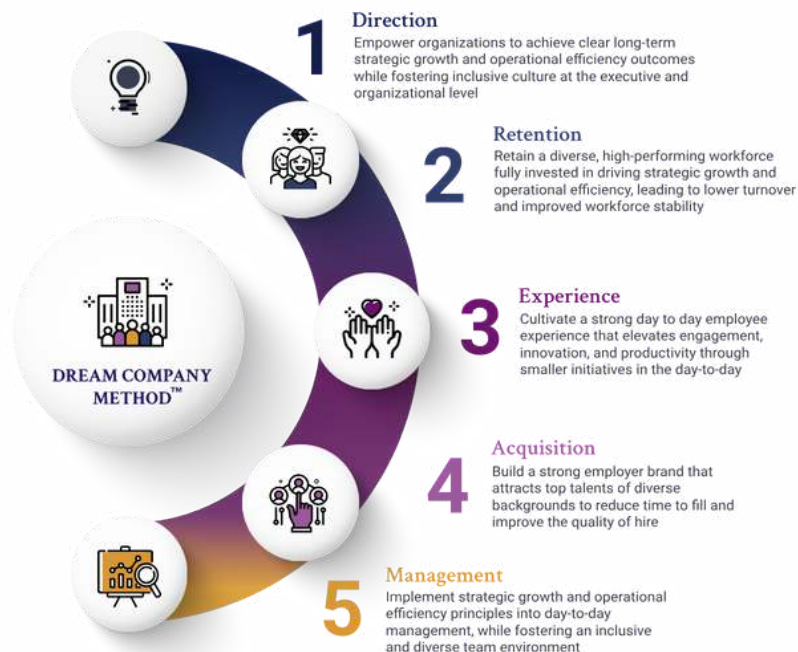 1
Direction
Empower organizations to achieve clear long-term
strategic growth and operational efficiency outcomes
while fostering inclusive culture at the executive and
organizational level
2
Retention
Retain a diverse, high-performing workforce
fully invested in driving strategic growth and
operational efficiency, leading to lower turnover
and improved workforce stability
DREAM COMPANY
METHOD™
3
Experience
Cultivate a strong day to day employee
experience that elevates engagement,
innovation, and productivity through
smaller initiatives in the day-to-day
4
Acquisition
Build a strong employer brand that
attracts top talents of diverse
backgrounds to reduce time to fill and
improve the quality of hire
5
Management
Implement strategic growth and operational
efficiency principles into day-to-day
management, while fostering an inclusive
and diverse team environment